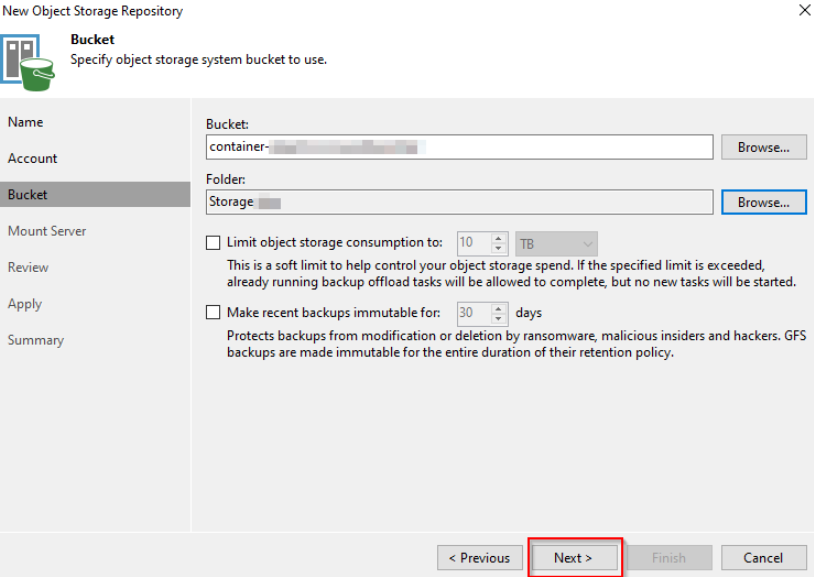 New Object Storage Repository
Bucket
Specify object storage system bucket to use.
Name
Account
Bucket
Mount Server
Review
Apply
Summary
Bucket:
container-
Browse...
Folder:
Storage
Browse...
Limit object storage consumption to: 10 TB
This is a soft limit to help control your object storage spend. If the specified limit is exceeded,
already running backup offload tasks will be allowed to complete, but no new tasks will be started.
Make recent backups immutable for: 30 days
Protects backups from modification or deletion by ransomware, malicious insiders and hackers. GFS
backups are made immutable for the entire duration of their retention policy.
< Previous
Next >
Finish
Cancel